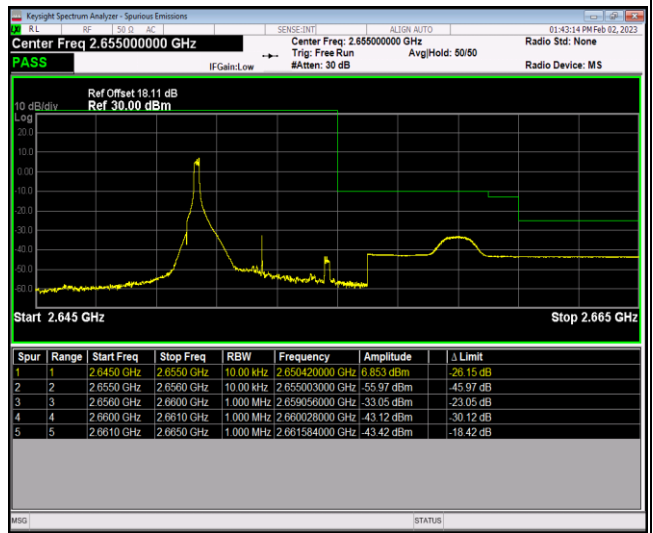 Keysight Spectrum Analyzer - Spurious Emissions
RL RF 50 Ω AC SENSE:INT ALIGN AUTO 01:43:14 PM Feb 02, 2023
Center Freq 2.655000000 GHz Center Freq: 2.655000000 GHz Radio Std: None
Trig: Free Run Avg|Hold: 50/50
PASS IFGain:Low #Atten: 30 dB Radio Device: MS
Ref Offset 18.11 dB
10 dB/div Ref 30.00 dBm
Log
20.0
10.0
0.00
-10.0
-20.0
-30.0
-40.0
-50.0
-60.0
Start 2.645 GHz Stop 2.665 GHz
Spur Range Start Freq Stop Freq RBW Frequency Amplitude Δ Limit
1 1 2.6450 GHz 2.6550 GHz 10.00 kHz 2.650420000 GHz 6.853 dBm -26.15 dB
2 2 2.6550 GHz 2.6560 GHz 10.00 kHz 2.655003000 GHz -55.97 dBm -45.97 dB
3 3 2.6560 GHz 2.6600 GHz 1.000 MHz 2.659056000 GHz -33.05 dBm -23.05 dB
4 4 2.6600 GHz 2.6610 GHz 1.000 MHz 2.660028000 GHz -43.12 dBm -30.12 dB
5 5 2.6610 GHz 2.6650 GHz 1.000 MHz 2.661584000 GHz -43.42 dBm -18.42 dB
MSG STATUS